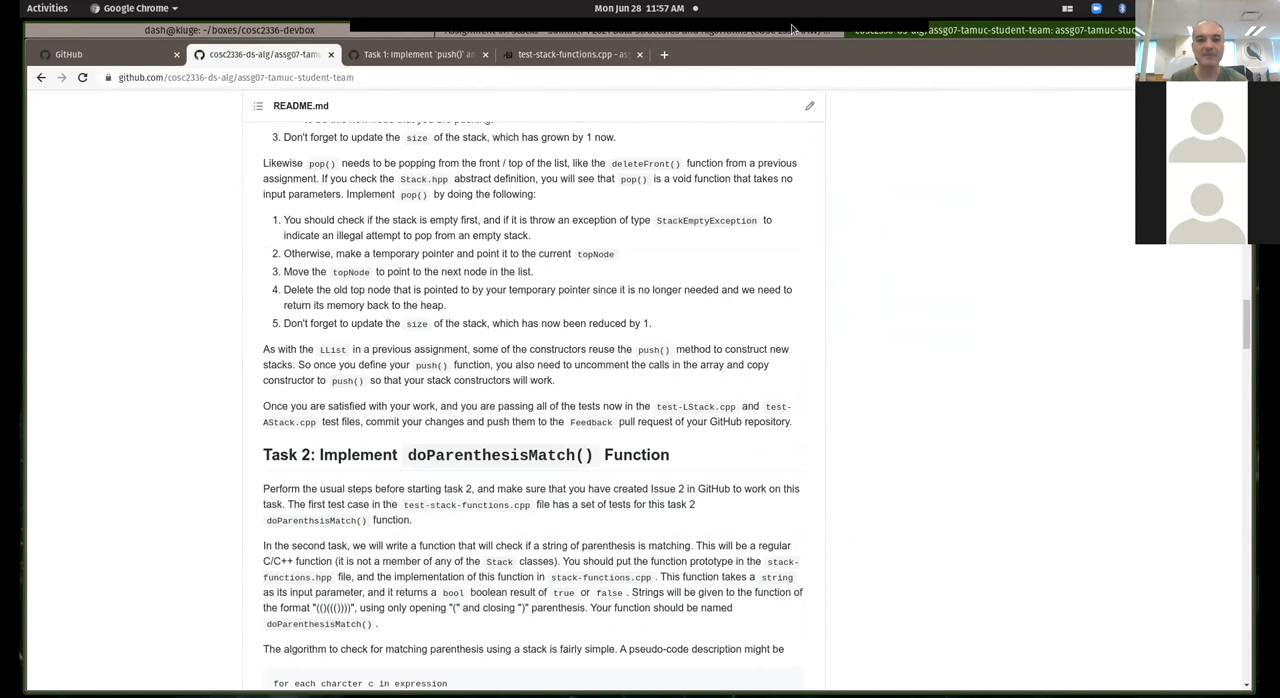 Activities
Google Chrome
Mon Jun 28 11:57 AM
dash@kluge: ~/boxes/cosc2336-devbox
cosc2336-ds-alg/assg07-tamuc-student-team: assg07-tamuc-stuc
GitHub
cosc2336-ds-alg/assg07-tamu
Task 1: Implement `push()` an
test-stack-functions.cpp - as
github.com/cosc2336-ds-alg/assg07-tamuc-student-team
README.md
3. Don't forget to update the size of the stack, which has grown by 1 now.
Likewise pop() needs to be popping from the front / top of the list, like the deleteFront() function from a previous
assignment. If you check the Stack.hpp abstract definition, you will see that pop() is a void function that takes no
input parameters. Implement pop() by doing the following:
1. You should check if the stack is empty first, and if it is throw an exception of type StackEmptyException to
indicate an illegal attempt to pop from an empty stack.
2. Otherwise, make a temporary pointer and point it to the current topNode
3. Move the topNode to point to the next node in the list.
4. Delete the old top node that is pointed to by your temporary pointer since it is no longer needed and we need to
return its memory back to the heap.
5. Don't forget to update the size of the stack, which has now been reduced by 1.
As with the LList in a previous assignment, some of the constructors reuse the push() method to construct new
stacks. So once you define your push() function, you also need to uncomment the calls in the array and copy
constructor to push() so that your stack constructors will work.
Once you are satisfied with your work, and you are passing all of the tests now in the test-LStack.cpp and test-
AStack.cpp test files, commit your changes and push them to the Feedback pull request of your GitHub repository.
Task 2: Implement doParenthesisMatch() Function
Perform the usual steps before starting task 2, and make sure that you have created Issue 2 in GitHub to work on this
task. The first test case in the test-stack-functions.cpp file has a set of tests for this task 2
doParenthsisMatch() function.
In the second task, we will write a function that will check if a string of parenthesis is matching. This will be a regular
C/C++ function (it is not a member of any of the Stack classes). You should put the function prototype in the stack-
functions.hpp file, and the implementation of this function in stack-functions.cpp. This function takes a string
as its input parameter, and it returns a bool boolean result of true or false. Strings will be given to the function of
the format "(()((())))", using only opening "(" and closing ")" parenthesis. Your function should be named
doParenthesisMatch().
The algorithm to check for matching parenthesis using a stack is fairly simple. A pseudo-code description might be
for each charcter c in expression